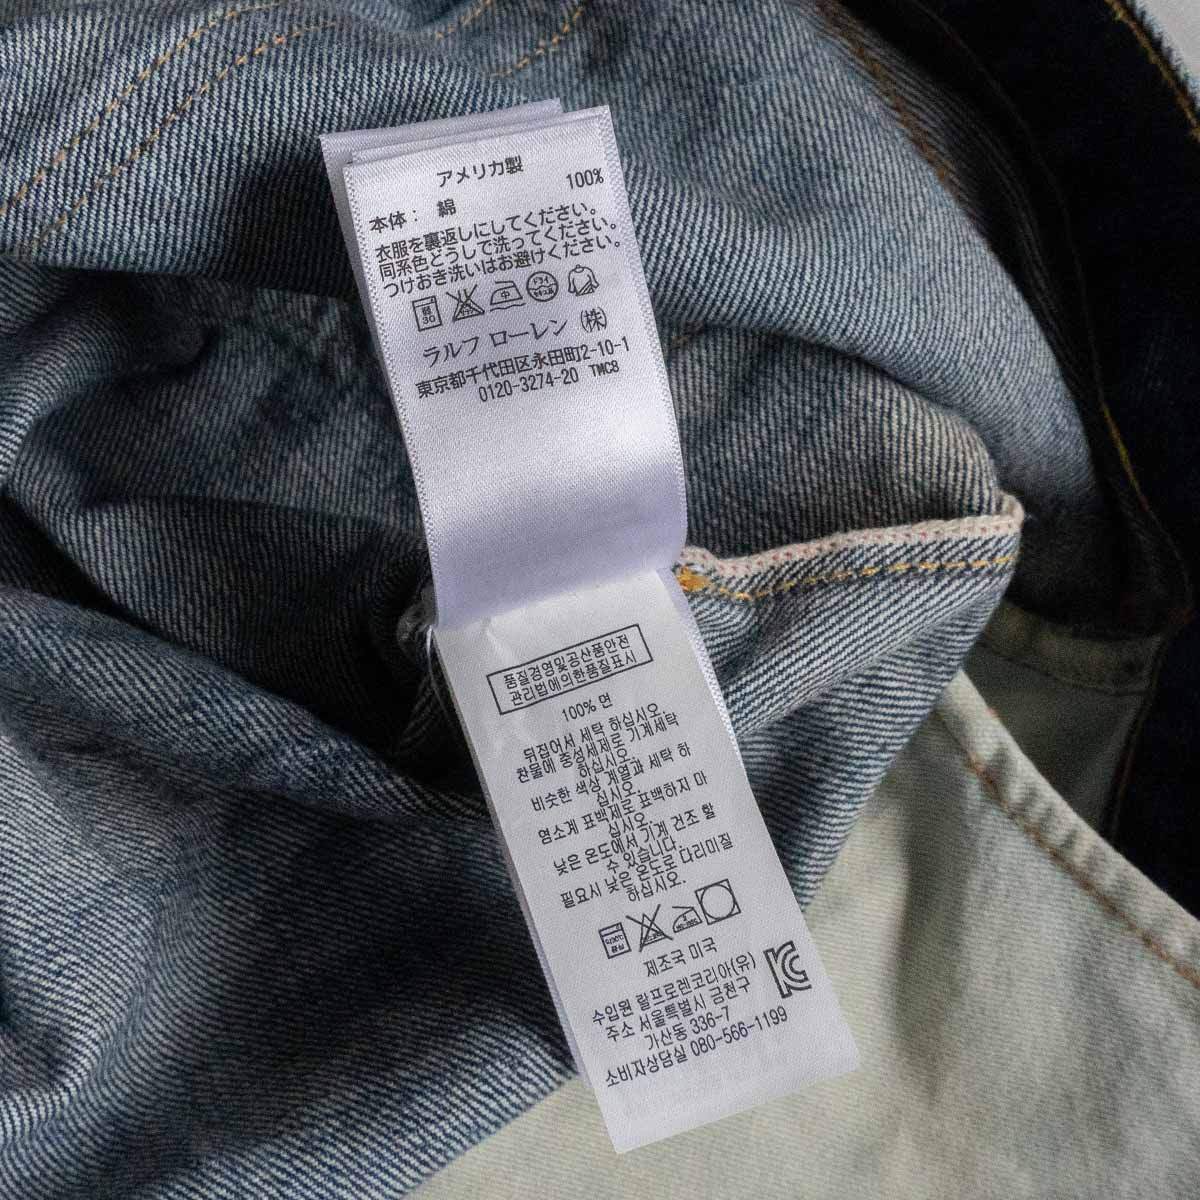 アメリカ製
本体: 綿 100%
衣服を裏返しにしてください。
同系色どうしで洗ってください。
つけおき洗いはお避けください。
ラルフ ローレン (株)
東京都千代田区永田町2-10-1
0120-3274-20 TMC8
품질경영및공산품안전
관리법에의한품질표시
100% 면
뒤집어서 세탁 하십시오.
찬물에 중성세제로 기계세탁
하십시오.
비슷한 색상 계열과 세탁 하
십시오.
염소계 표백제로 표백하지 마
십시오.
낮은 온도에서 기계 건조 할
수 있습니다.
필요시 낮은 온도로 다리미질
하십시오.
제조국 미국
수입원 랄프로렌코리아(유)
주소 서울특별시 금천구
가산동 336-7
소비자상담실 080-566-1199